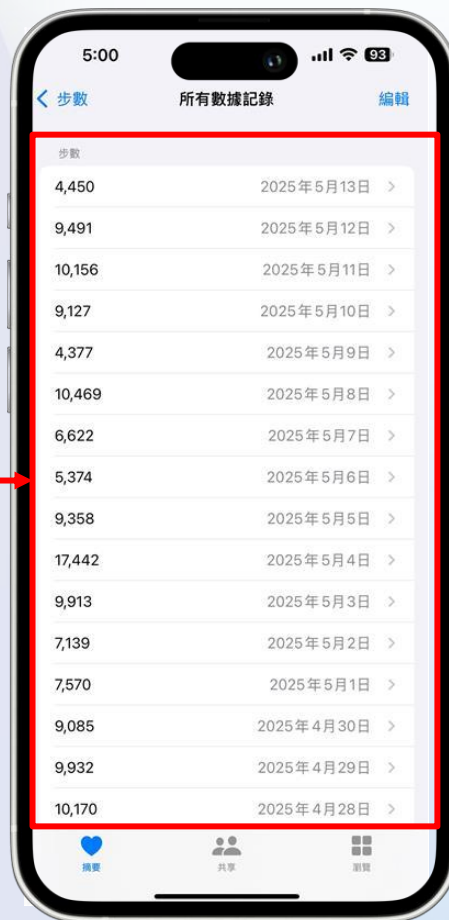 5:00 93
步數 所有數據記錄 編輯
步數
4,450 2025年5月13日
9,491 2025年5月12日
10,156 2025年5月11日
9,127 2025年5月10日
4,377 2025年5月9日
10,469 2025年5月8日
6,622 2025年5月7日
5,374 2025年5月6日
9,358 2025年5月5日
17,442 2025年5月4日
9,913 2025年5月3日
7,139 2025年5月2日
7,570 2025年5月1日
9,085 2025年4月30日
9,932 2025年4月29日
10,170 2025年4月28日
摘要 共享 瀏覽